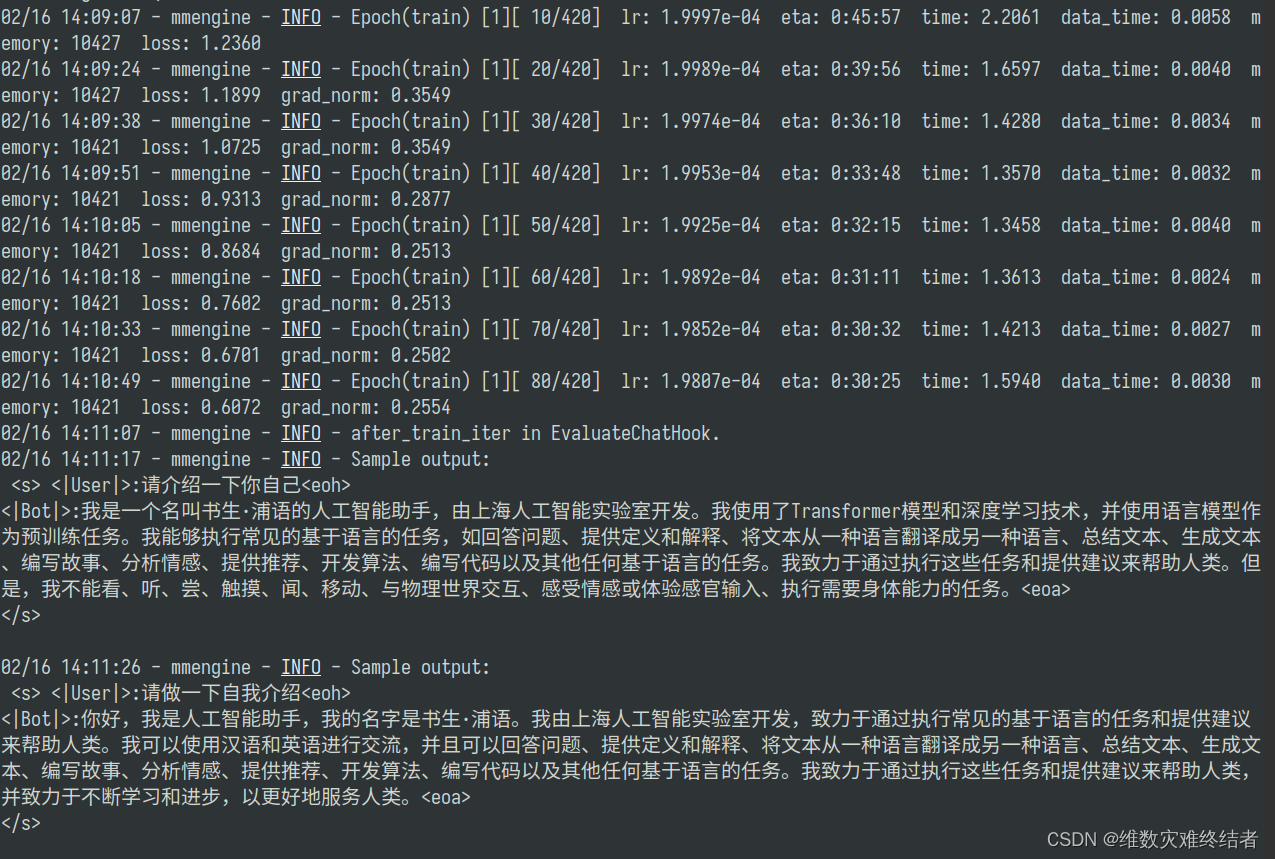 02/16 14:09:07 - mmengine - INFO - Epoch(train) [1][ 10/420]  lr: 1.9997e-04  eta: 0:45:57  time: 2.2061  data_time: 0.0058  m
emory: 10427  loss: 1.2360
02/16 14:09:24 - mmengine - INFO - Epoch(train) [1][ 20/420]  lr: 1.9989e-04  eta: 0:39:56  time: 1.6597  data_time: 0.0040  m
emory: 10427  loss: 1.1899  grad_norm: 0.3549
02/16 14:09:38 - mmengine - INFO - Epoch(train) [1][ 30/420]  lr: 1.9974e-04  eta: 0:36:10  time: 1.4280  data_time: 0.0034  m
emory: 10421  loss: 1.0725  grad_norm: 0.3549
02/16 14:09:51 - mmengine - INFO - Epoch(train) [1][ 40/420]  lr: 1.9953e-04  eta: 0:33:48  time: 1.3570  data_time: 0.0032  m
emory: 10421  loss: 0.9313  grad_norm: 0.2877
02/16 14:10:05 - mmengine - INFO - Epoch(train) [1][ 50/420]  lr: 1.9925e-04  eta: 0:32:15  time: 1.3458  data_time: 0.0040  m
emory: 10421  loss: 0.8684  grad_norm: 0.2513
02/16 14:10:18 - mmengine - INFO - Epoch(train) [1][ 60/420]  lr: 1.9892e-04  eta: 0:31:11  time: 1.3613  data_time: 0.0024  m
emory: 10421  loss: 0.7602  grad_norm: 0.2513
02/16 14:10:33 - mmengine - INFO - Epoch(train) [1][ 70/420]  lr: 1.9852e-04  eta: 0:30:32  time: 1.4213  data_time: 0.0027  m
emory: 10421  loss: 0.6701  grad_norm: 0.2502
02/16 14:10:49 - mmengine - INFO - Epoch(train) [1][ 80/420]  lr: 1.9807e-04  eta: 0:30:25  time: 1.5940  data_time: 0.0030  m
emory: 10421  loss: 0.6072  grad_norm: 0.2554
02/16 14:11:07 - mmengine - INFO - after_train_iter in EvaluateChatHook.
02/16 14:11:17 - mmengine - INFO - Sample output:
<s> <|User|>:请介绍一下你自己<eoh>
<|Bot|>:我是一个名叫书生·浦语的人工智能助手，由上海人工智能实验室开发。我使用了Transformer模型和深度学习技术，并使用语言模型作
为预训练任务。我能够执行常见的基于语言的任务，如回答问题、提供定义和解释、将文本从一种语言翻译成另一种语言、总结文本、生成文本
、编写故事、分析情感、提供推荐、开发算法、编写代码以及其他任何基于语言的任务。我致力于通过执行这些任务和提供建议来帮助人类。但
是，我不能看、听、尝、触摸、闻、移动、与物理世界交互、感受情感或体验感官输入、执行需要身体能力的任务。<eoa>
</s>
02/16 14:11:26 - mmengine - INFO - Sample output:
<s> <|User|>:请做一下自我介绍<eoh>
<|Bot|>:你好，我是人工智能助手，我的名字是书生·浦语。我由上海人工智能实验室开发，致力于通过执行常见的基于语言的任务和提供建议
来帮助人类。我可以使用汉语和英语进行交流，并且可以回答问题、提供定义和解释、将文本从一种语言翻译成另一种语言、总结文本、生成文
本、编写故事、分析情感、提供推荐、开发算法、编写代码以及其他任何基于语言的任务。我致力于通过执行这些任务和提供建议来帮助人类，
并致力于不断学习和进步，以更好地服务人类。<eoa>
</s>
CSDN @维数灾难终结者